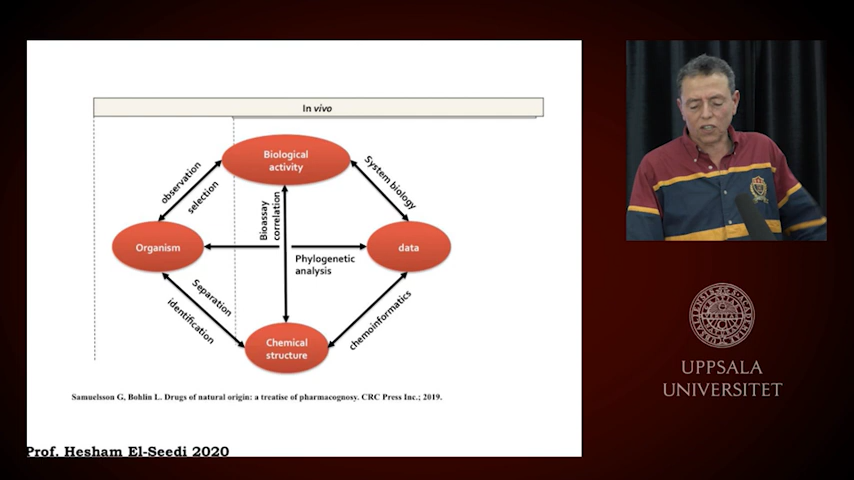 In vivo
Biological
activity
observation
selection
System biology
Bioassay
correlation
Organism
data
Phylogenetic
analysis
Separation
identification
chemoinformatics
Chemical
structure
Samuelsson G, Bohlin L. Drugs of natural origin: a treatise of pharmacognosy. CRC Press Inc.; 2019.
Prof. Hesham El-Seedi 2020
UPPSALA
UNIVERSITET